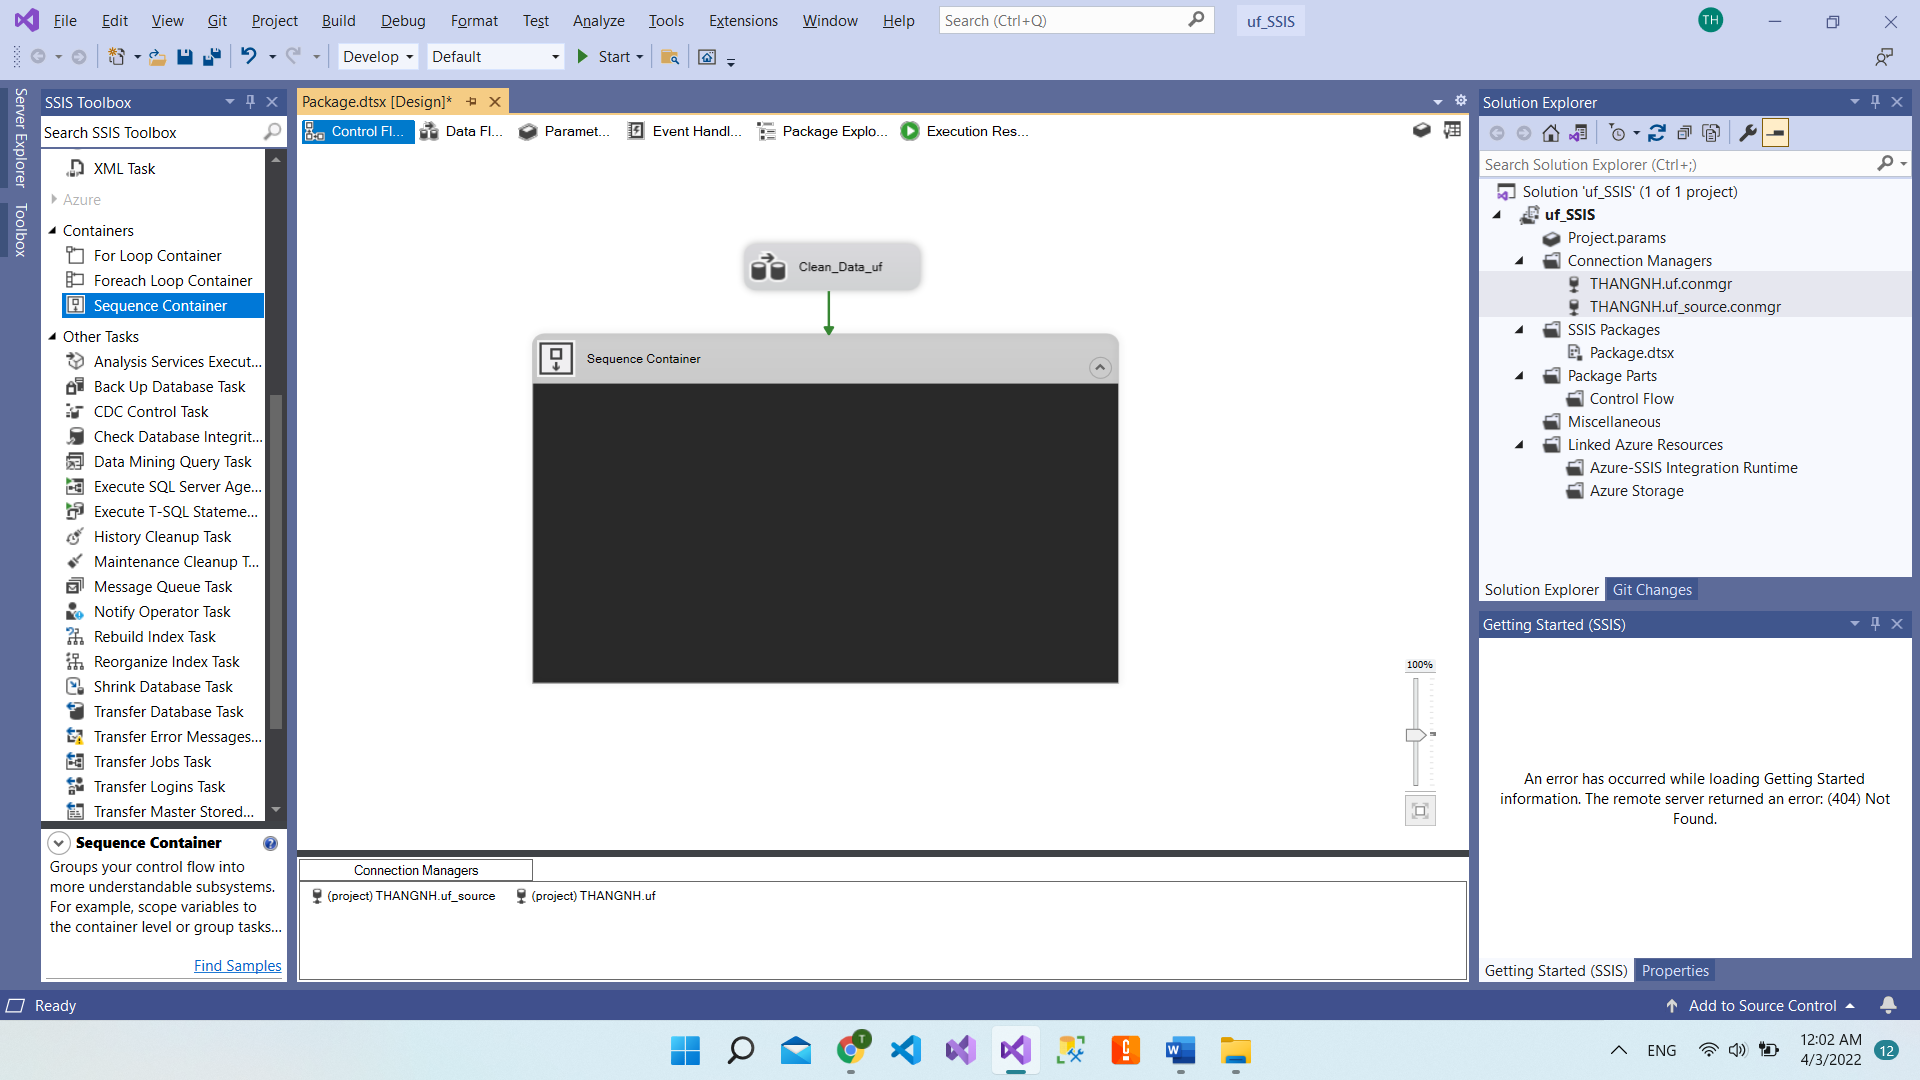 File Edit View Git Project Build Debug Format Test Analyze Tools Extensions Window Help Search (Ctrl+Q) uf_SSIS TH
Develop Default Start
Server Explorer
Toolbox
SSIS Toolbox
Search SSIS Toolbox
XML Task
Azure
Containers
For Loop Container
Foreach Loop Container
Sequence Container
Other Tasks
Analysis Services Execut...
Back Up Database Task
CDC Control Task
Check Database Integrit...
Data Mining Query Task
Execute SQL Server Age...
Execute T-SQL Stateme...
History Cleanup Task
Maintenance Cleanup T...
Message Queue Task
Notify Operator Task
Rebuild Index Task
Reorganize Index Task
Shrink Database Task
Transfer Database Task
Transfer Error Messages...
Transfer Jobs Task
Transfer Logins Task
Transfer Master Stored...
Sequence Container
Groups your control flow into
more understandable subsystems.
For example, scope variables to
the container level or group tasks...
Find Samples
Package.dtsx [Design]*
Control Fl... Data Fl... Paramet... Event Handl... Package Explo... Execution Res...
Clean_Data_uf
Sequence Container
100%
Connection Managers
(project) THANGNH.uf_source (project) THANGNH.uf
Solution Explorer
Search Solution Explorer (Ctrl+;)
Solution 'uf_SSIS' (1 of 1 project)
uf_SSIS
Project.params
Connection Managers
THANGNH.uf.conmgr
THANGNH.uf_source.conmgr
SSIS Packages
Package.dtsx
Package Parts
Control Flow
Miscellaneous
Linked Azure Resources
Azure-SSIS Integration Runtime
Azure Storage
Solution Explorer Git Changes
Getting Started (SSIS)
An error has occurred while loading Getting Started
information. The remote server returned an error: (404) Not
Found.
Getting Started (SSIS) Properties
Ready Add to Source Control
T
ENG 12:02 AM
4/3/2022 12